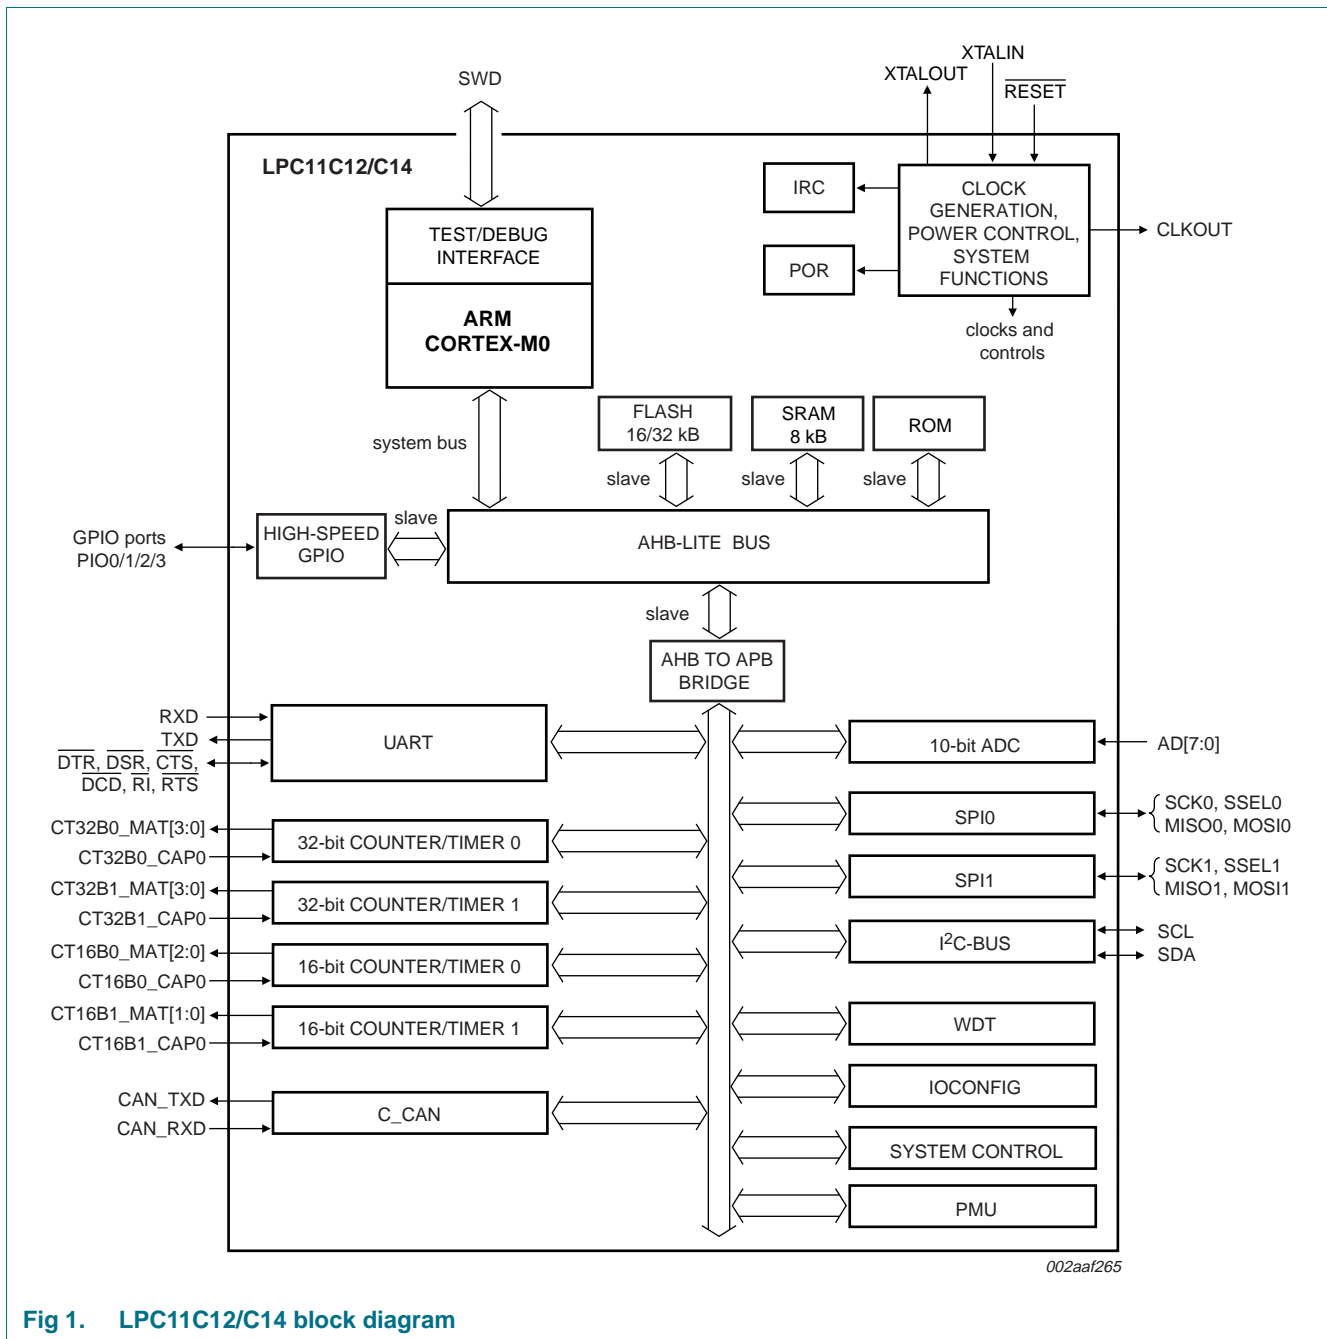 SWD
XTALIN
XTALOUT
RESET
LPC11C12/C14
IRC
POR
CLOCK
GENERATION,
POWER CONTROL,
SYSTEM
FUNCTIONS
CLKOUT
clocks and
controls
TEST/DEBUG
INTERFACE
ARM
CORTEX-M0
system bus
FLASH
16/32 kB
SRAM
8 kB
ROM
slave
slave
slave
GPIO ports
PIO0/1/2/3
HIGH-SPEED
GPIO
slave
AHB-LITE BUS
slave
AHB TO APB
BRIDGE
RXD
TXD
DTR, DSR, CTS,
DCD, RI, RTS
UART
10-bit ADC
AD[7:0]
CT32B0_MAT[3:0]
CT32B0_CAP0
32-bit COUNTER/TIMER 0
SPI0
SCK0, SSEL0
MISO0, MOSI0
CT32B1_MAT[3:0]
CT32B1_CAP0
32-bit COUNTER/TIMER 1
SPI1
SCK1, SSEL1
MISO1, MOSI1
CT16B0_MAT[2:0]
CT16B0_CAP0
16-bit COUNTER/TIMER 0
I2C-BUS
SCL
SDA
CT16B1_MAT[1:0]
CT16B1_CAP0
16-bit COUNTER/TIMER 1
WDT
IOCONFIG
CAN_TXD
CAN_RXD
C_CAN
SYSTEM CONTROL
PMU
002aaf265
Fig 1. LPC11C12/C14 block diagram